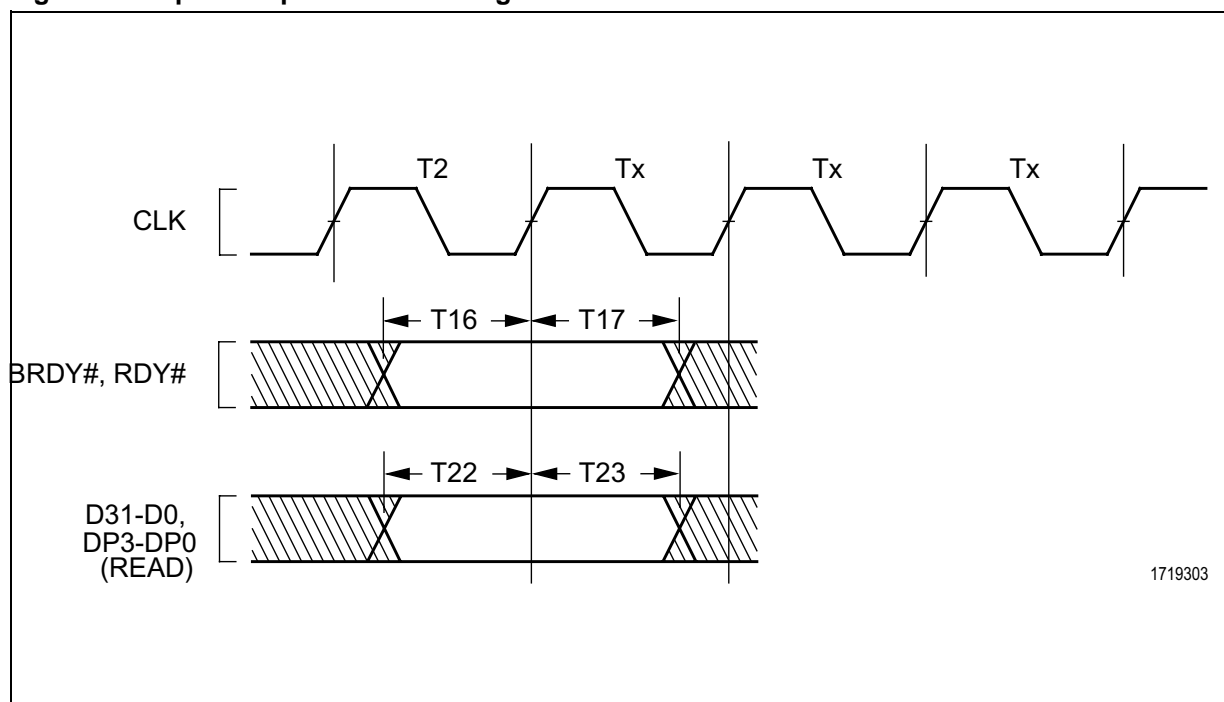 T2 Tx Tx Tx
CLK
T16 T17
BRDY#, RDY#
T22 T23
D31-D0,
DP3-DP0
(READ)
1719303